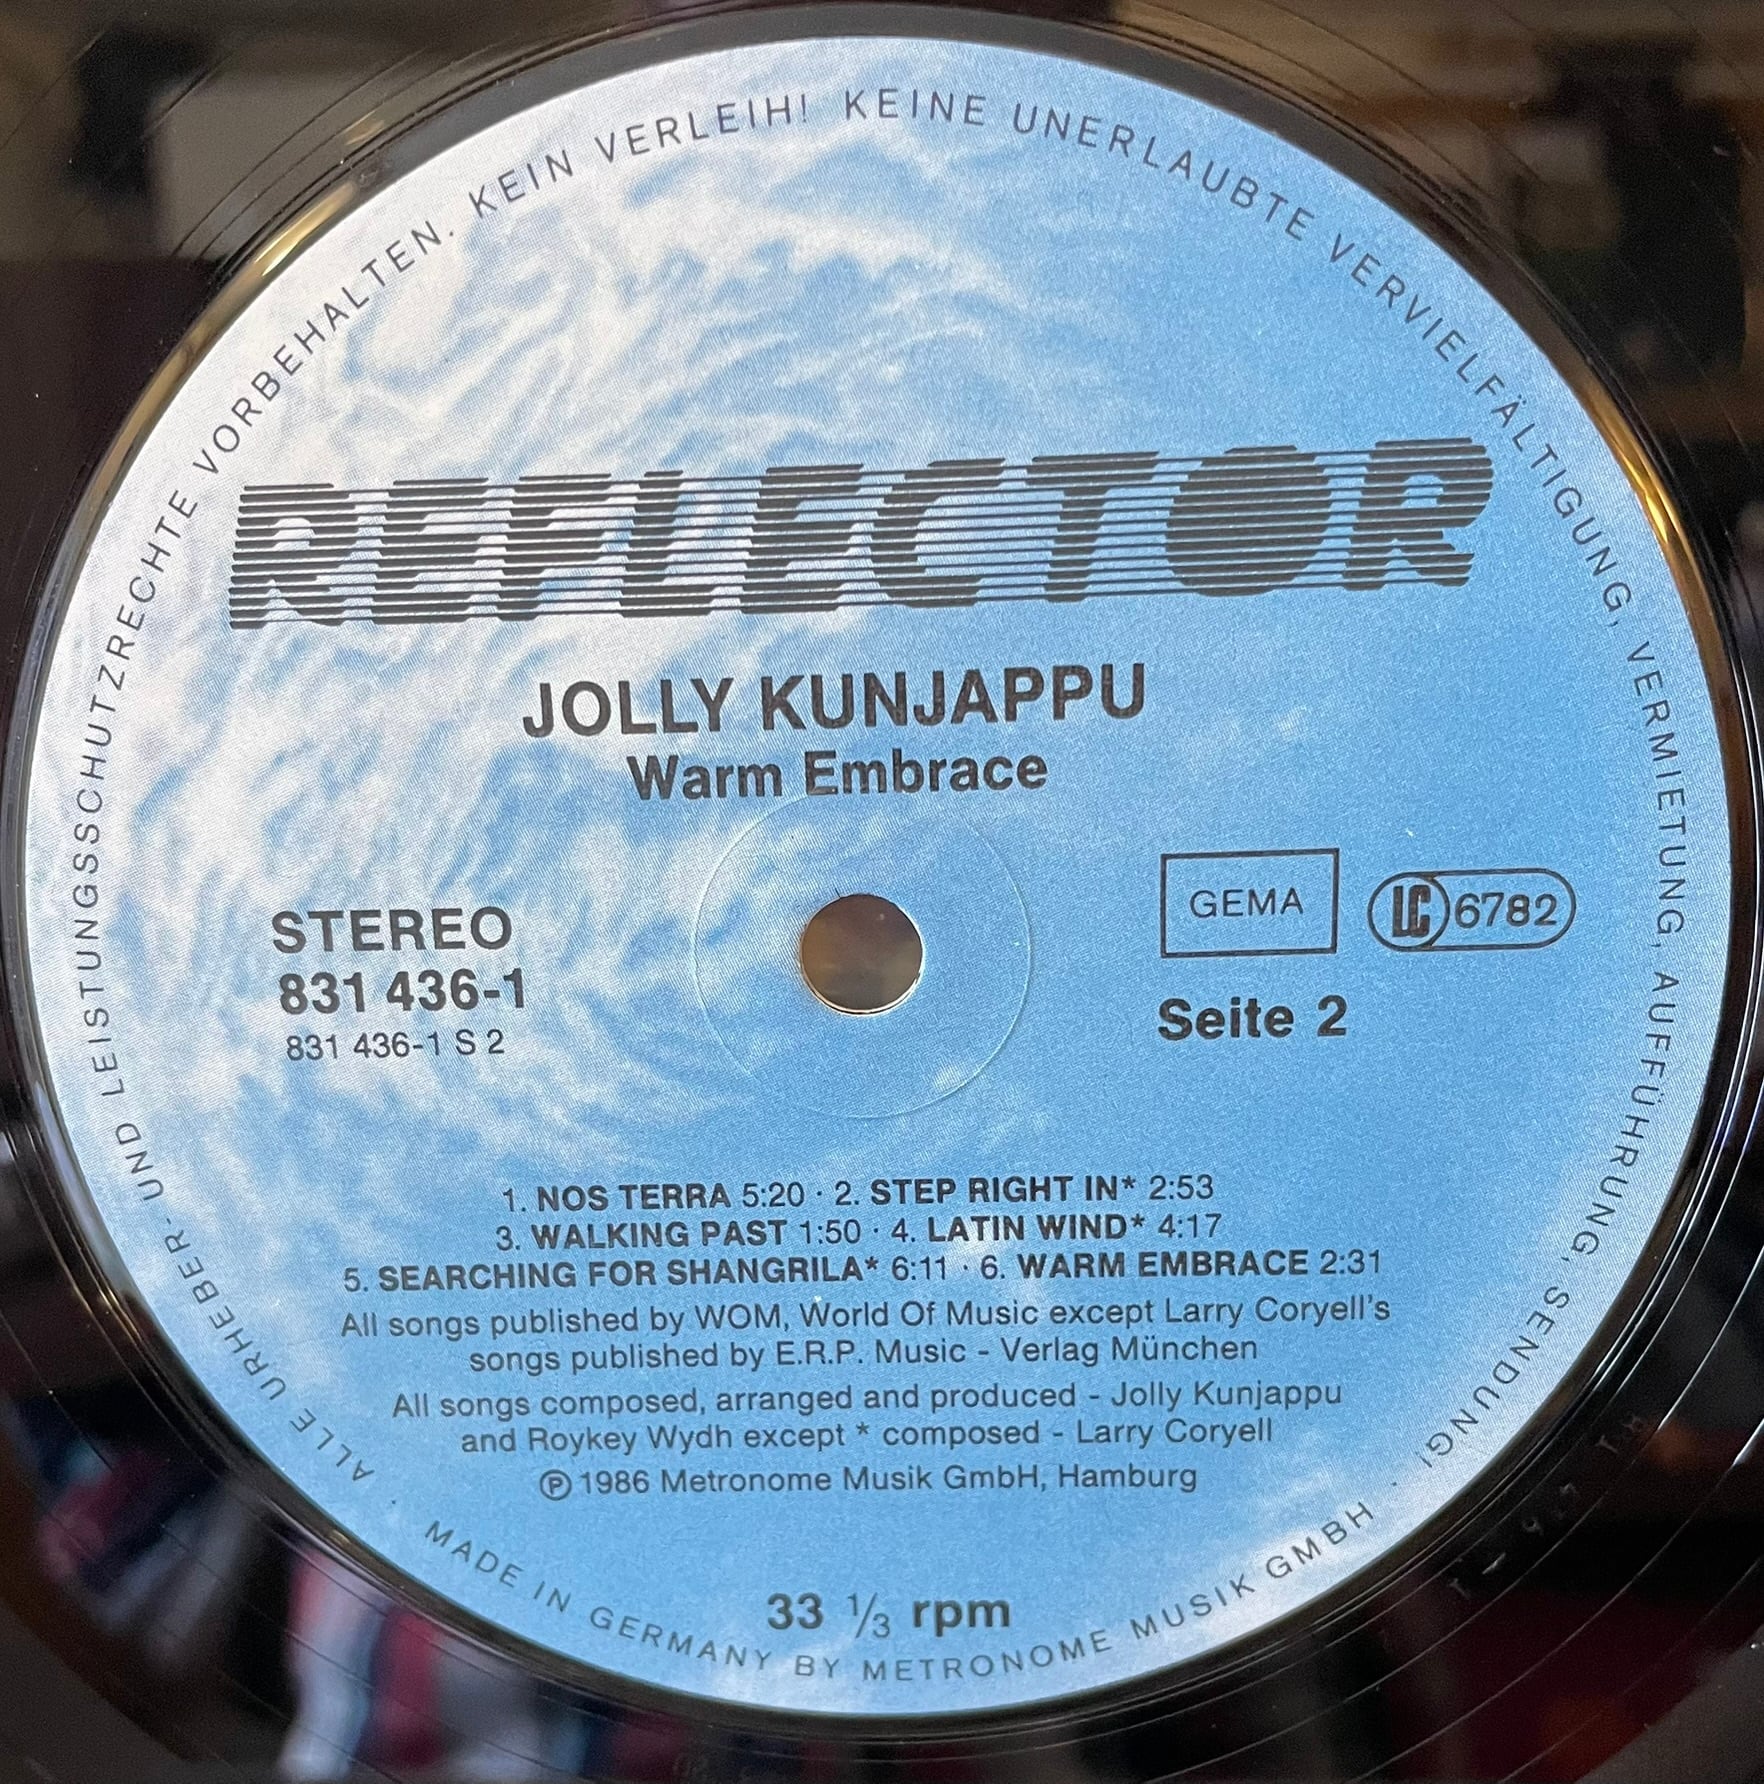 ALLE URHEBER- UND LEISTUNGSSCHUTZRECHTE VORBEHALTEN. KEIN VERLEIH! KEINE UNERLAUBTE VERVIELFÄLTIGUNG, VERMIETUNG, AUFFÜHRUNG, SENDUNG!
REFLECTOR
JOLLY KUNJAPPU
Warm Embrace
STEREO
831 436-1
831 436-1 S 2
GEMA
LC 6782
Seite 2
1. NOS TERRA 5:20 · 2. STEP RIGHT IN* 2:53
3. WALKING PAST 1:50 · 4. LATIN WIND* 4:17
5. SEARCHING FOR SHANGRILA* 6:11 · 6. WARM EMBRACE 2:31
All songs published by WOM, World Of Music except Larry Coryell's
songs published by E.R.P. Music - Verlag München
All songs composed, arranged and produced - Jolly Kunjappu
and Roykey Wydh except * composed - Larry Coryell
℗ 1986 Metronome Musik GmbH, Hamburg
33 1/3 rpm
· MADE IN GERMANY BY METRONOME MUSIK GMBH ·